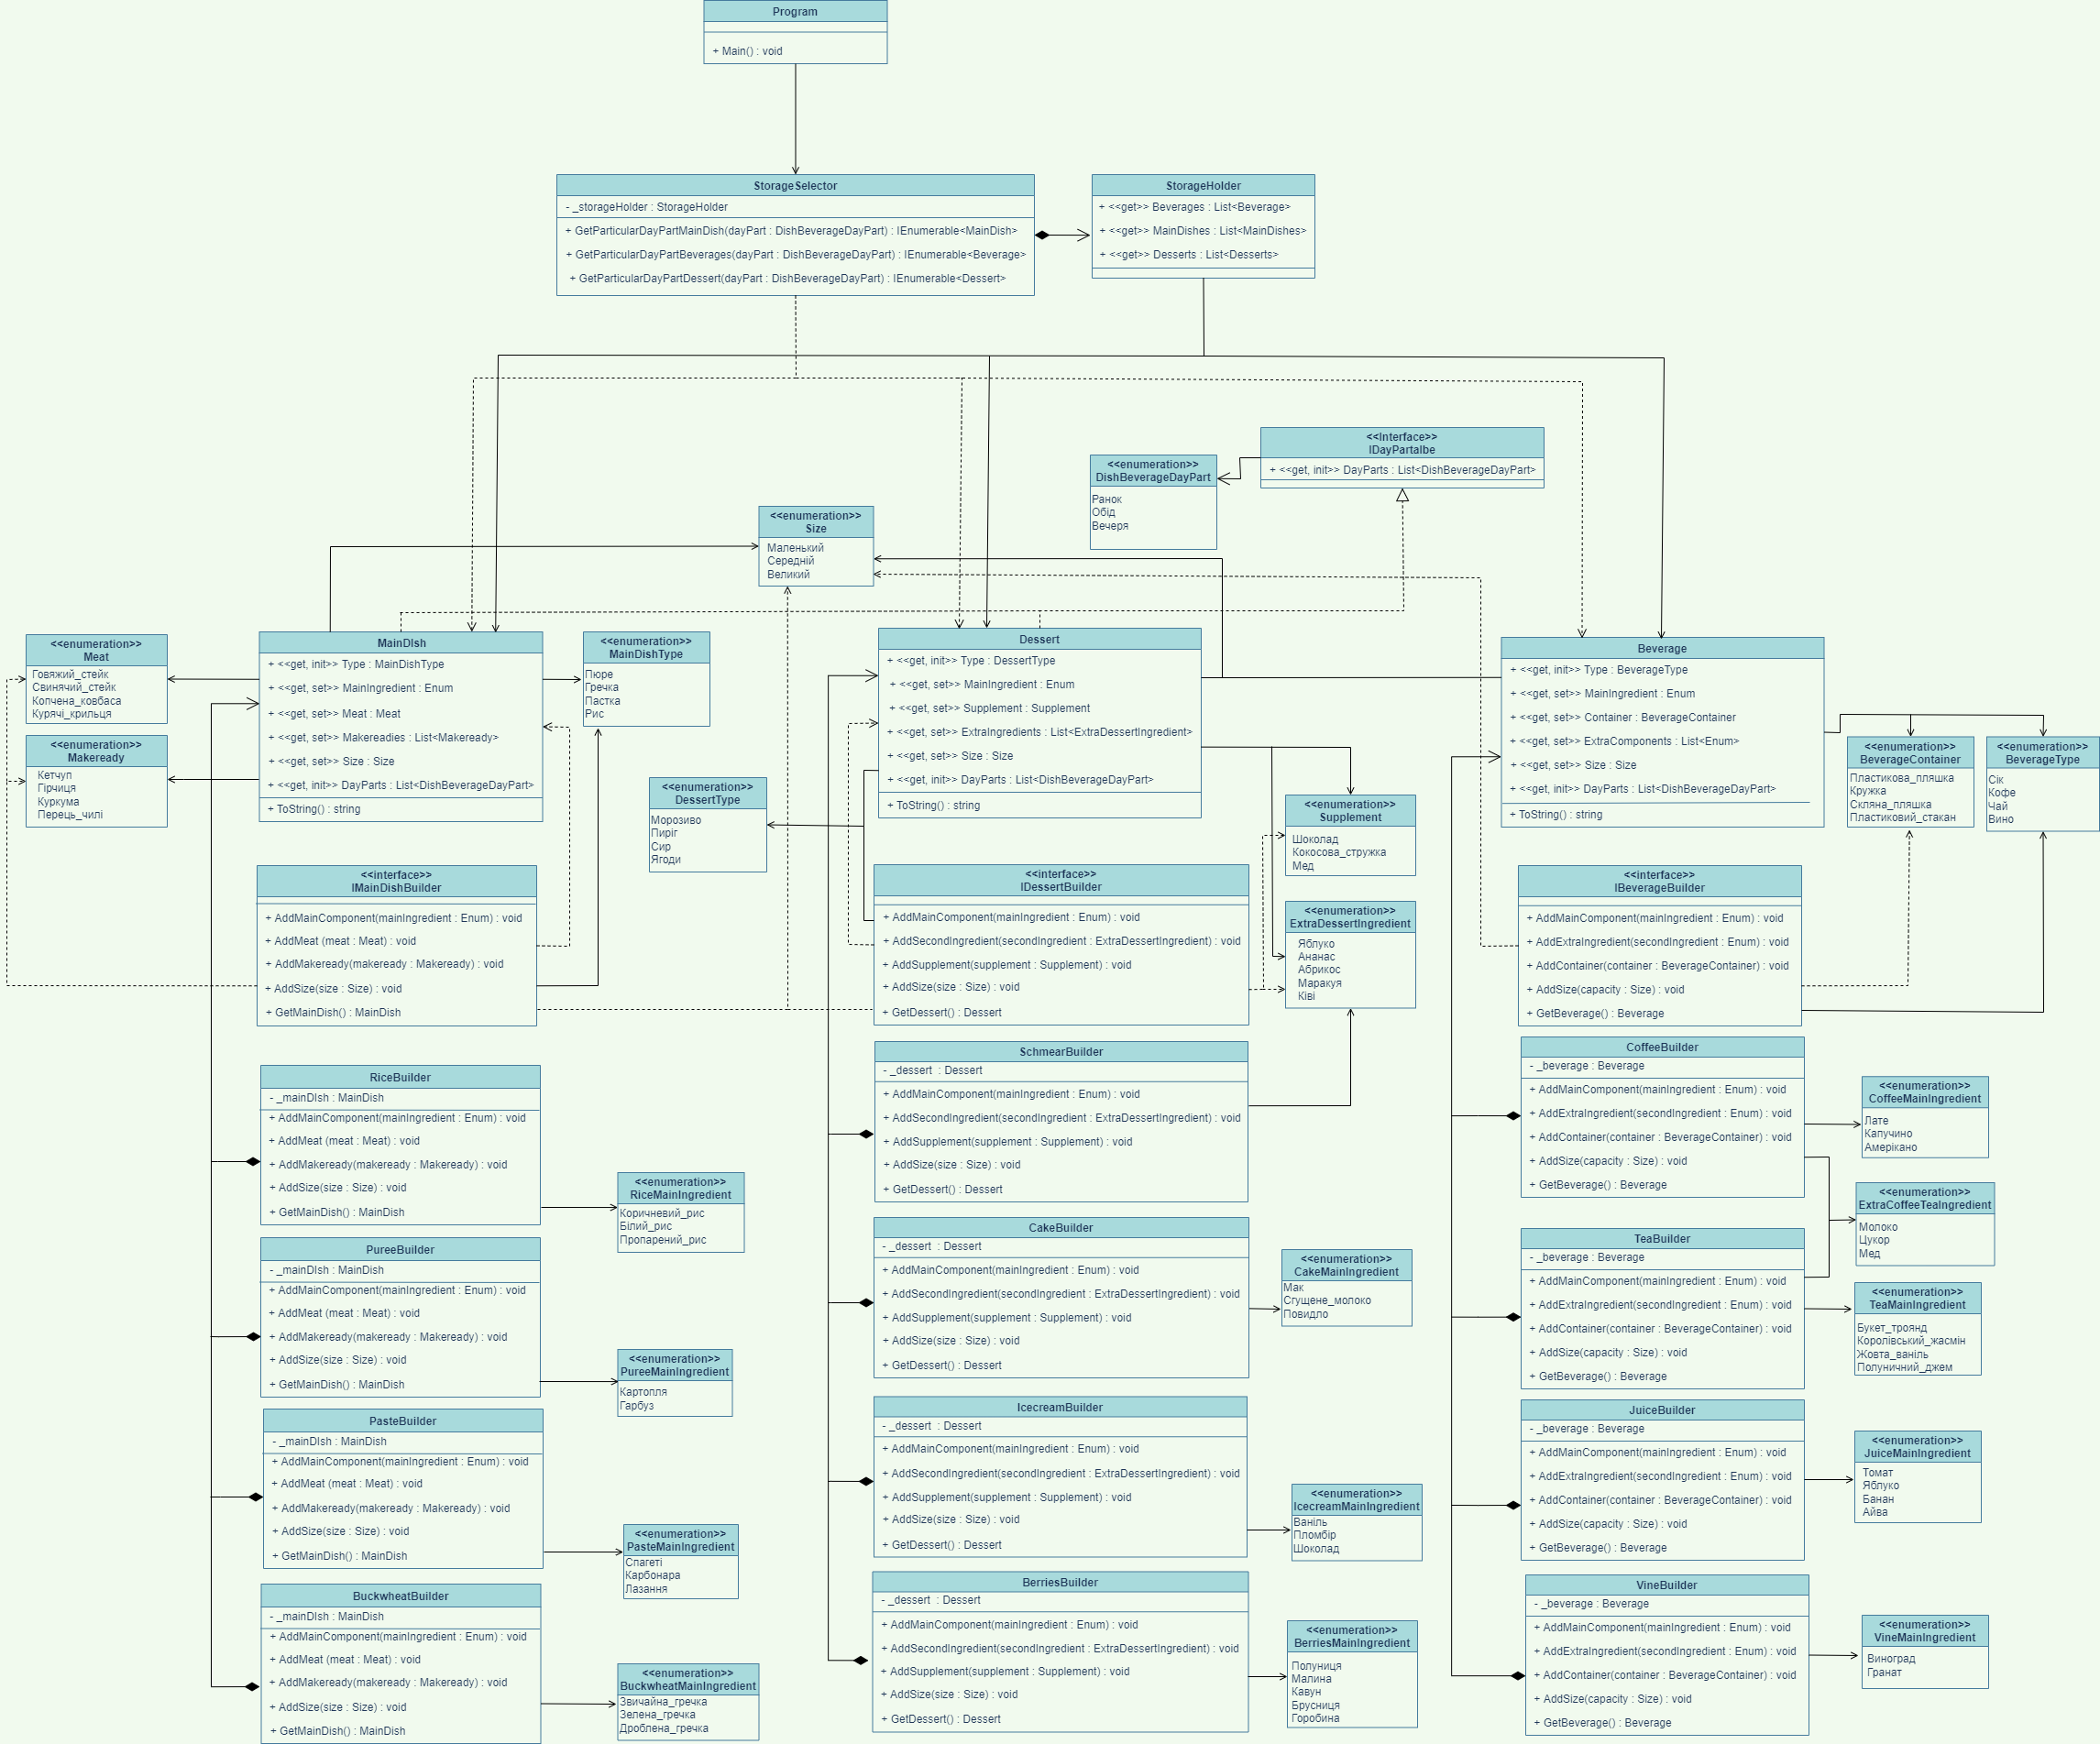 Program
+ Main() : void
StorageSelector
- _storageHolder : StorageHolder
+ GetParticularDayPartMainDish(dayPart : DishBeverageDayPart) : IEnumerable<MainDish>
+ GetParticularDayPartBeverages(dayPart : DishBeverageDayPart) : IEnumerable<Beverage>
+ GetParticularDayPartDessert(dayPart : DishBeverageDayPart) : IEnumerable<Dessert>
StorageHolder
+ <<get>> Beverages : List<Beverage>
+ <<get>> MainDishes : List<MainDishes>
+ <<get>> Desserts : List<Desserts>
<<Interface>>
IDayPartalbe
+ <<get, init>> DayParts : List<DishBeverageDayPart>
<<enumeration>>
DishBeverageDayPart
Ранок
Обід
Вечеря
<<enumeration>>
Size
Маленький
Середній
Великий
<<enumeration>>
Meat
Говяжий_стейк
Свинячий_стейк
Копчена_ковбаса
Курячі_крильця
<<enumeration>>
Makeready
Кетчуп
Гірчиця
Куркума
Перець_чилі
MainDIsh
+ <<get, init>> Type : MainDishType
+ <<get, set>> MainIngredient : Enum
+ <<get, set>> Meat : Meat
+ <<get, set>> Makereadies : List<Makeready>
+ <<get, set>> Size : Size
+ <<get, init>> DayParts : List<DishBeverageDayPart>
+ ToString() : string
<<enumeration>>
MainDishType
Пюре
Гречка
Пастка
Рис
<<enumeration>>
DessertType
Морозиво
Пиріг
Сир
Ягоди
Dessert
+ <<get, init>> Type : DessertType
+ <<get, set>> MainIngredient : Enum
+ <<get, set>> Supplement : Supplement
+ <<get, set>> ExtraIngredients : List<ExtraDessertIngredient>
+ <<get, set>> Size : Size
+ <<get, init>> DayParts : List<DishBeverageDayPart>
+ ToString() : string
<<enumeration>>
Supplement
Шоколад
Кокосова_стружка
Мед
<<enumeration>>
ExtraDessertIngredient
Яблуко
Ананас
Абрикос
Маракуя
Ківі
Beverage
+ <<get, init>> Type : BeverageType
+ <<get, set>> MainIngredient : Enum
+ <<get, set>> Container : BeverageContainer
+ <<get, set>> ExtraComponents : List<Enum>
+ <<get, set>> Size : Size
+ <<get, init>> DayParts : List<DishBeverageDayPart>
+ ToString() : string
<<enumeration>>
BeverageContainer
Пластикова_пляшка
Кружка
Скляна_пляшка
Пластиковий_стакан
<<enumeration>>
BeverageType
Сік
Кофе
Чай
Вино
<<interface>>
IMainDishBuilder
+ AddMainComponent(mainIngredient : Enum) : void
+ AddMeat (meat : Meat) : void
+ AddMakeready(makeready : Makeready) : void
+ AddSize(size : Size) : void
+ GetMainDish() : MainDish
<<interface>>
IDessertBuilder
+ AddMainComponent(mainIngredient : Enum) : void
+ AddSecondIngredient(secondIngredient : ExtraDessertIngredient) : void
+ AddSupplement(supplement : Supplement) : void
+ AddSize(size : Size) : void
+ GetDessert() : Dessert
<<interface>>
IBeverageBuilder
+ AddMainComponent(mainIngredient : Enum) : void
+ AddExtraIngredient(secondIngredient : Enum) : void
+ AddContainer(container : BeverageContainer) : void
+ AddSize(capacity : Size) : void
+ GetBeverage() : Beverage
RiceBuilder
- _mainDIsh : MainDish
+ AddMainComponent(mainIngredient : Enum) : void
+ AddMeat (meat : Meat) : void
+ AddMakeready(makeready : Makeready) : void
+ AddSize(size : Size) : void
+ GetMainDish() : MainDish
<<enumeration>>
RiceMainIngredient
Коричневий_рис
Білий_рис
Пропарений_рис
PureeBuilder
- _mainDIsh : MainDish
+ AddMainComponent(mainIngredient : Enum) : void
+ AddMeat (meat : Meat) : void
+ AddMakeready(makeready : Makeready) : void
+ AddSize(size : Size) : void
+ GetMainDish() : MainDish
<<enumeration>>
PureeMainIngredient
Картопля
Гарбуз
PasteBuilder
- _mainDIsh : MainDish
+ AddMainComponent(mainIngredient : Enum) : void
+ AddMeat (meat : Meat) : void
+ AddMakeready(makeready : Makeready) : void
+ AddSize(size : Size) : void
+ GetMainDish() : MainDish
<<enumeration>>
PasteMainIngredient
Спагеті
Карбонара
Лазання
BuckwheatBuilder
- _mainDIsh : MainDish
+ AddMainComponent(mainIngredient : Enum) : void
+ AddMeat (meat : Meat) : void
+ AddMakeready(makeready : Makeready) : void
+ AddSize(size : Size) : void
+ GetMainDish() : MainDish
<<enumeration>>
BuckwheatMainIngredient
Звичайна_гречка
Зелена_гречка
Дроблена_гречка
SchmearBuilder
- _dessert : Dessert
+ AddMainComponent(mainIngredient : Enum) : void
+ AddSecondIngredient(secondIngredient : ExtraDessertIngredient) : void
+ AddSupplement(supplement : Supplement) : void
+ AddSize(size : Size) : void
+ GetDessert() : Dessert
CakeBuilder
- _dessert : Dessert
+ AddMainComponent(mainIngredient : Enum) : void
+ AddSecondIngredient(secondIngredient : ExtraDessertIngredient) : void
+ AddSupplement(supplement : Supplement) : void
+ AddSize(size : Size) : void
+ GetDessert() : Dessert
<<enumeration>>
CakeMainIngredient
Мак
Сгущене_молоко
Повидло
IcecreamBuilder
- _dessert : Dessert
+ AddMainComponent(mainIngredient : Enum) : void
+ AddSecondIngredient(secondIngredient : ExtraDessertIngredient) : void
+ AddSupplement(supplement : Supplement) : void
+ AddSize(size : Size) : void
+ GetDessert() : Dessert
<<enumeration>>
IcecreamMainIngredient
Ваніль
Пломбір
Шоколад
BerriesBuilder
- _dessert : Dessert
+ AddMainComponent(mainIngredient : Enum) : void
+ AddSecondIngredient(secondIngredient : ExtraDessertIngredient) : void
+ AddSupplement(supplement : Supplement) : void
+ AddSize(size : Size) : void
+ GetDessert() : Dessert
<<enumeration>>
BerriesMainIngredient
Полуниця
Малина
Кавун
Брусниця
Горобина
CoffeeBuilder
- _beverage : Beverage
+ AddMainComponent(mainIngredient : Enum) : void
+ AddExtraIngredient(secondIngredient : Enum) : void
+ AddContainer(container : BeverageContainer) : void
+ AddSize(capacity : Size) : void
+ GetBeverage() : Beverage
<<enumeration>>
CoffeeMainIngredient
Лате
Капучино
Амерікано
<<enumeration>>
ExtraCoffeeTeaIngredient
Молоко
Цукор
Мед
TeaBuilder
- _beverage : Beverage
+ AddMainComponent(mainIngredient : Enum) : void
+ AddExtraIngredient(secondIngredient : Enum) : void
+ AddContainer(container : BeverageContainer) : void
+ AddSize(capacity : Size) : void
+ GetBeverage() : Beverage
<<enumeration>>
TeaMainIngredient
Букет_троянд
Королівський_жасмін
Жовта_ваніль
Полуничний_джем
JuiceBuilder
- _beverage : Beverage
+ AddMainComponent(mainIngredient : Enum) : void
+ AddExtraIngredient(secondIngredient : Enum) : void
+ AddContainer(container : BeverageContainer) : void
+ AddSize(capacity : Size) : void
+ GetBeverage() : Beverage
<<enumeration>>
JuiceMainIngredient
Томат
Яблуко
Банан
Айва
VineBuilder
- _beverage : Beverage
+ AddMainComponent(mainIngredient : Enum) : void
+ AddExtraIngredient(secondIngredient : Enum) : void
+ AddContainer(container : BeverageContainer) : void
+ AddSize(capacity : Size) : void
+ GetBeverage() : Beverage
<<enumeration>>
VineMainIngredient
Виноград
Гранат